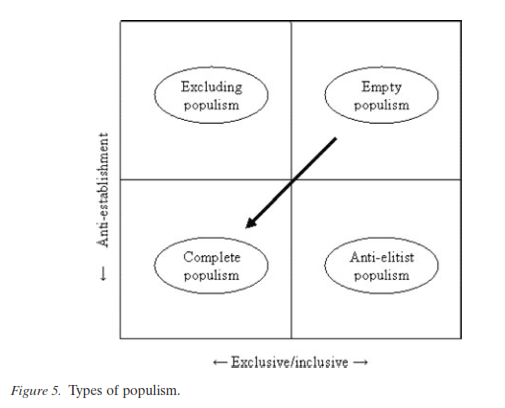 Excluding
populism
Empty
populism
← Anti-establishment
Complete
populism
Anti-elitist
populism
← Exclusive/inclusive →
Figure 5. Types of populism.